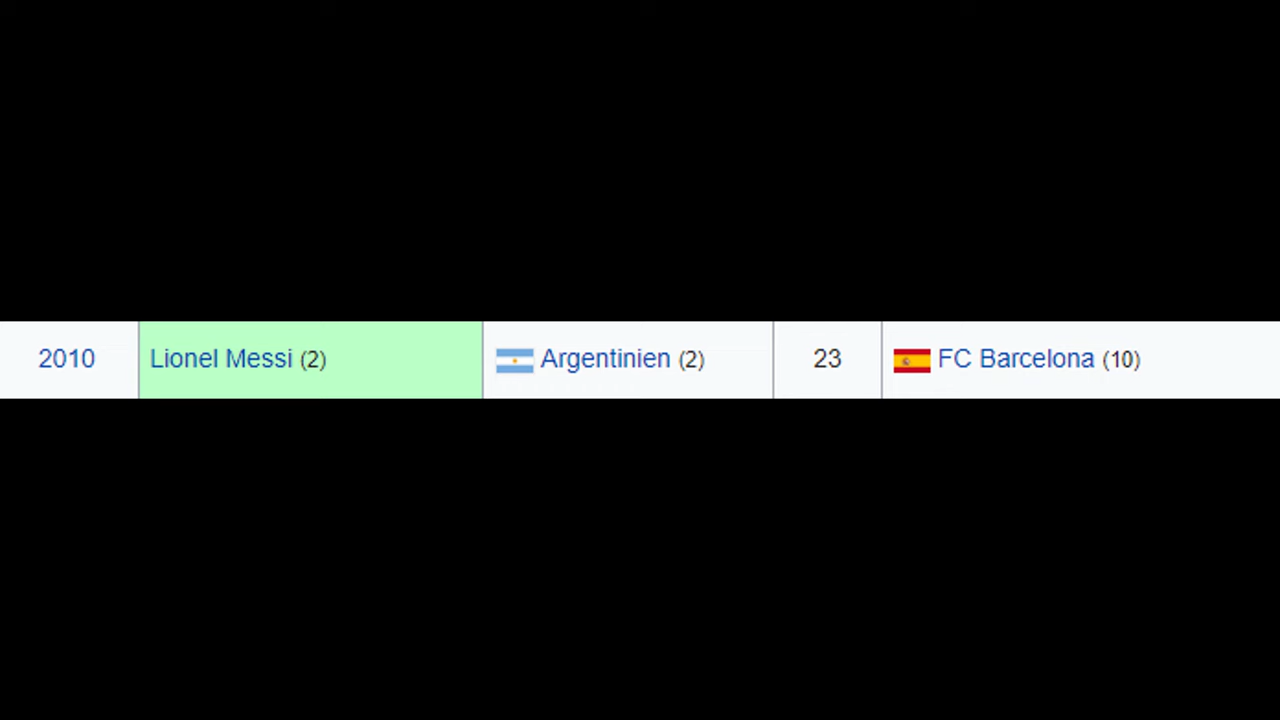 2010 Lionel Messi (2) Argentinien (2) 23 FC Barcelona (10)